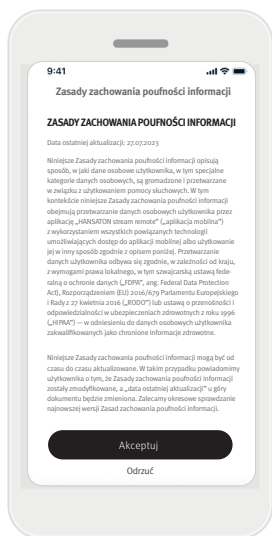 9:41
Zasady zachowania poufności informacji
ZASADY ZACHOWANIA POUFNOŚCI INFORMACJI
Data ostatniej aktualizacji: 27.07.2023
Niniejsze Zasady zachowania poufności informacji opisują
sposób, w jaki dane osobowe użytkownika, w tym specjalne
kategorie danych osobowych, są gromadzone i przetwarzane
w związku z użytkowaniem pomocy słuchowych. W tym
kontekście niniejsze Zasady zachowania poufności informacji
obejmują przetwarzanie danych osobowych użytkownika przez
aplikację „HANSATON stream remote” („aplikacja mobilna”)
z wykorzystaniem wszystkich powiązanych technologii
umożliwiających dostęp do aplikacji mobilnej albo użytkowanie
jej w inny sposób zgodnie z opisem poniżej. Przetwarzanie
danych użytkownika odbywa się zgodnie, w zależności od kraju,
z wymogami prawa lokalnego, w tym szwajcarską ustawą fede-
ralną o ochronie danych („FDPA”, ang. Federal Data Protection
Act), Rozporządzeniem (EU) 2016/679 Parlamentu Europejskiego
i Rady z 27 kwietnia 2016 („RODO”) lub ustawą o przenośności i
odpowiedzialności w ubezpieczeniach zdrowotnych z roku 1996
(„HIPAA”) — w odniesieniu do danych osobowych użytkownika
zakwalifikowanych jako chronione informacje zdrowotne.
Niniejsze Zasady zachowania poufności informacji mogą być od
czasu do czasu aktualizowane. W takim przypadku powiadomimy
użytkownika o tym, że Zasady zachowania poufności informacji
zostały zmodyfikowane, a „data ostatniej aktualizacji” u góry
dokumentu będzie zmieniona. Zalecamy okresowe sprawdzanie
najnowszej wersji Zasad zachowania poufności informacji.
Akceptuj
Odrzuć